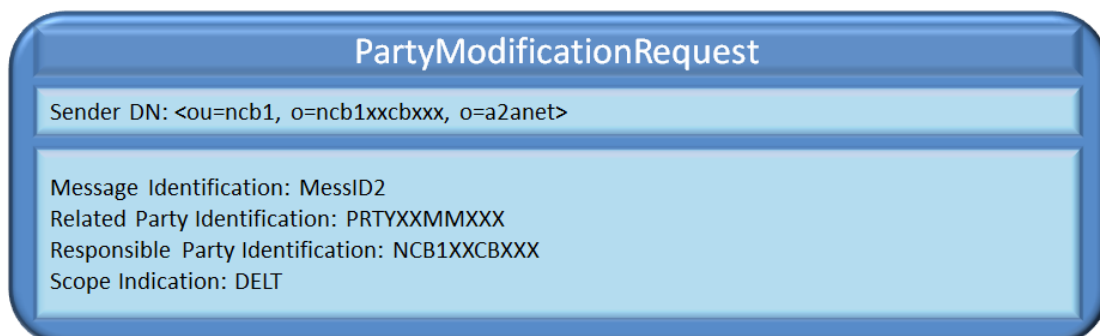 PartyModificationRequest
Sender DN: <ou=ncb1, o=ncb1xxcbxxx, o=a2anet>
Message Identification: MessID2
Related Party Identification: PRTYXXMMXXX
Responsible Party Identification: NCB1XXCBXXX
Scope Indication: DELT